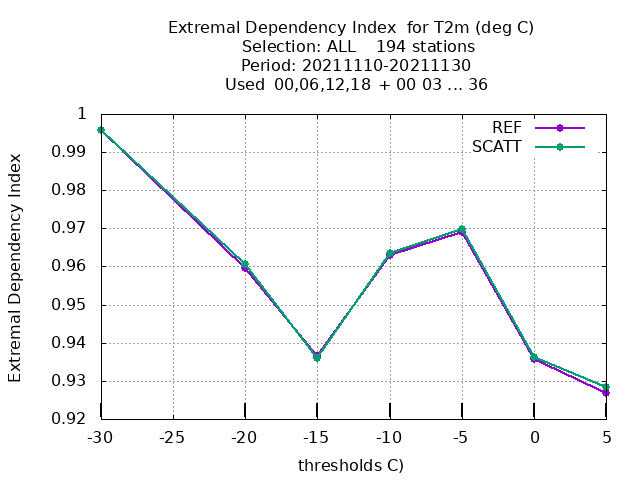 Extremal Dependency Index  for T2m (deg C)
Selection: ALL    194 stations
Period: 20211110-20211130
Used  00,06,12,18  + 00 03 ... 36
REF
SCATT
Extremal Dependency Index
1
0.99
0.98
0.97
0.96
0.95
0.94
0.93
0.92
-30
-25
-20
-15
-10
-5
0
5
thresholds C)